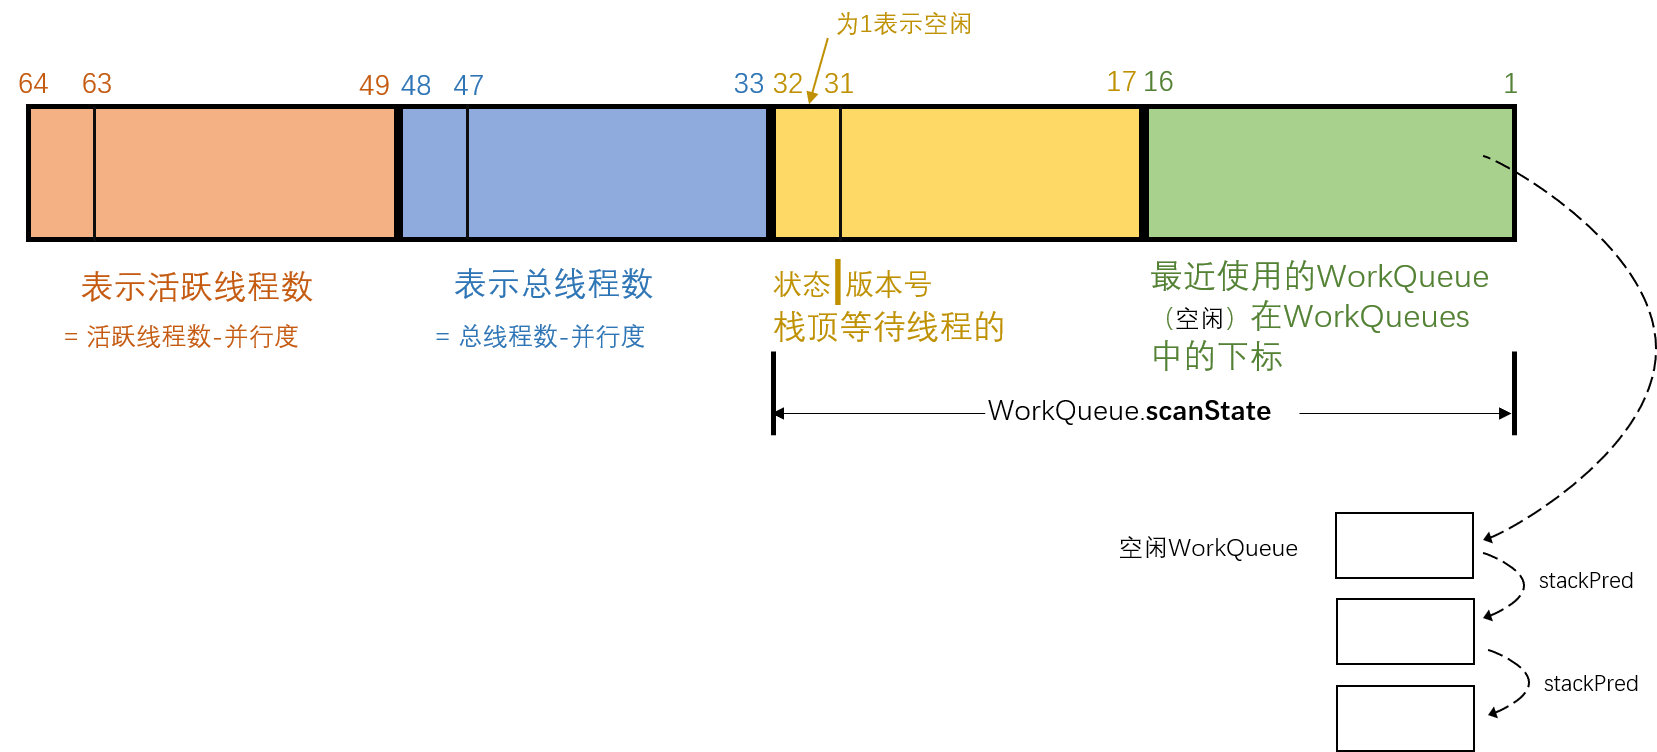 为1表示空闲
64 63 49 48 47 33 32 31 17 16 1
表示活跃线程数
= 活跃线程数-并行度
表示总线程数
= 总线程数-并行度
状态 版本号
栈顶等待线程的
最近使用的WorkQueue
（空闲）在WorkQueues
中的下标
WorkQueue.scanState
空闲WorkQueue
stackPred
stackPred